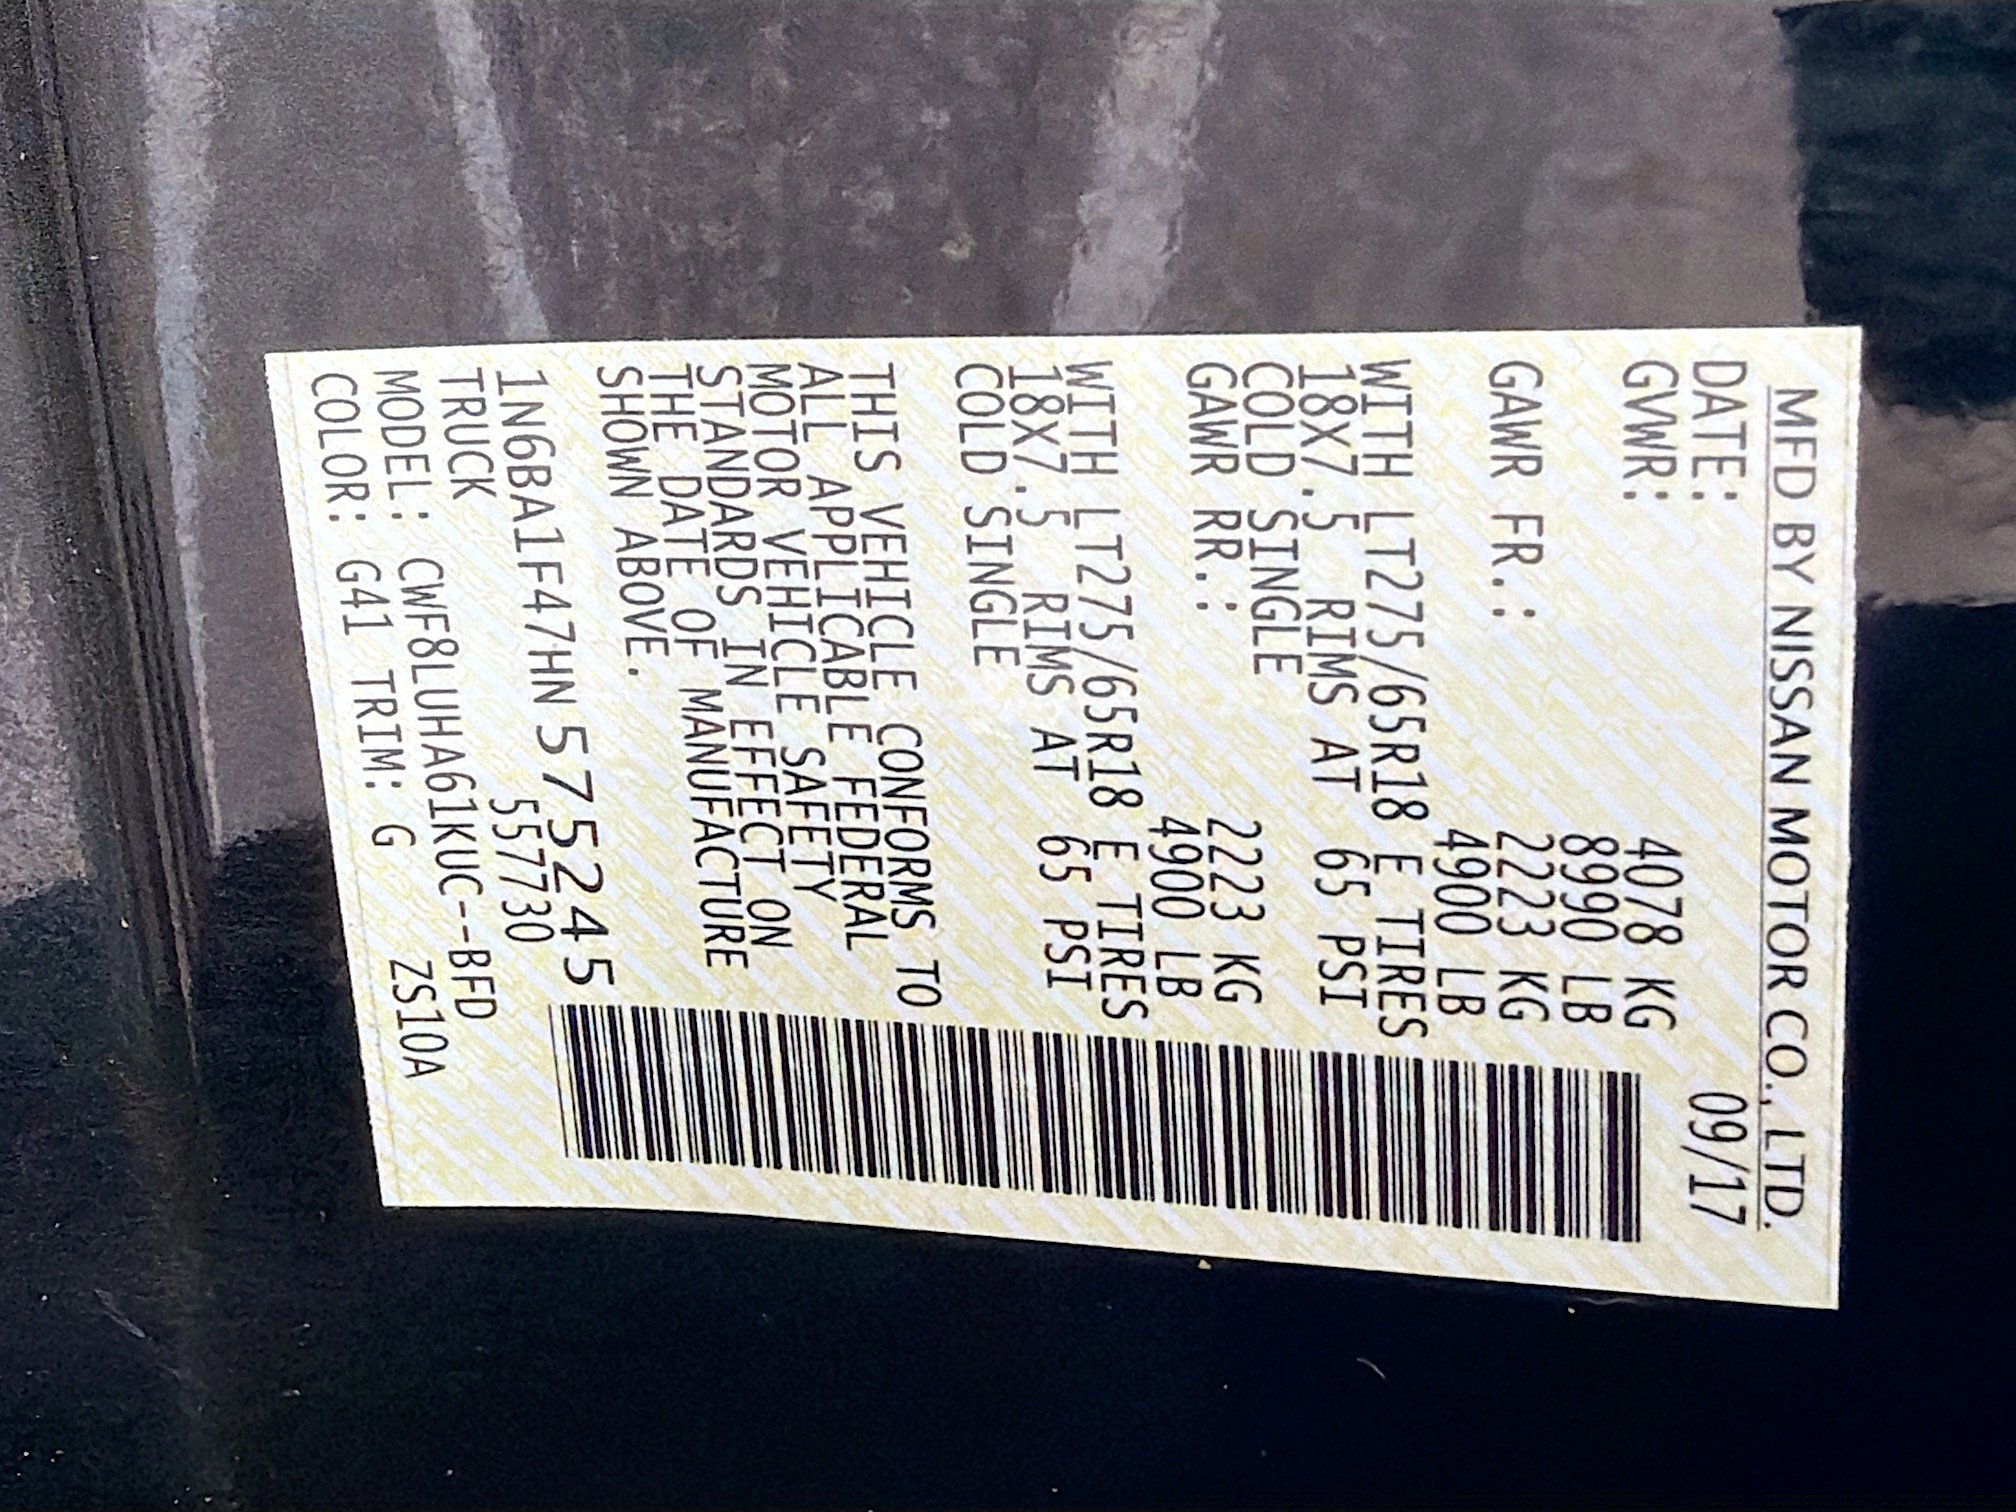 MFD BY NISSAN MOTOR CO., LTD.
DATE: 09/17
GVWR: 4078 KG
8990 LB
GAWR FR.: 2223 KG
4900 LB
WITH LT275/65R18 E TIRES
18X7.5 RIMS AT 65 PSI
COLD SINGLE
GAWR RR.: 2223 KG
4900 LB
WITH LT275/65R18 E TIRES
18X7.5 RIMS AT 65 PSI
COLD SINGLE
THIS VEHICLE CONFORMS TO
ALL APPLICABLE FEDERAL
MOTOR VEHICLE SAFETY
STANDARDS IN EFFECT ON
THE DATE OF MANUFACTURE
SHOWN ABOVE.
1N6BA1F47HN575245
TRUCK 557730
MODEL: CWF8LUHA61KUC--BFD
COLOR: G41 TRIM: G ZS10A